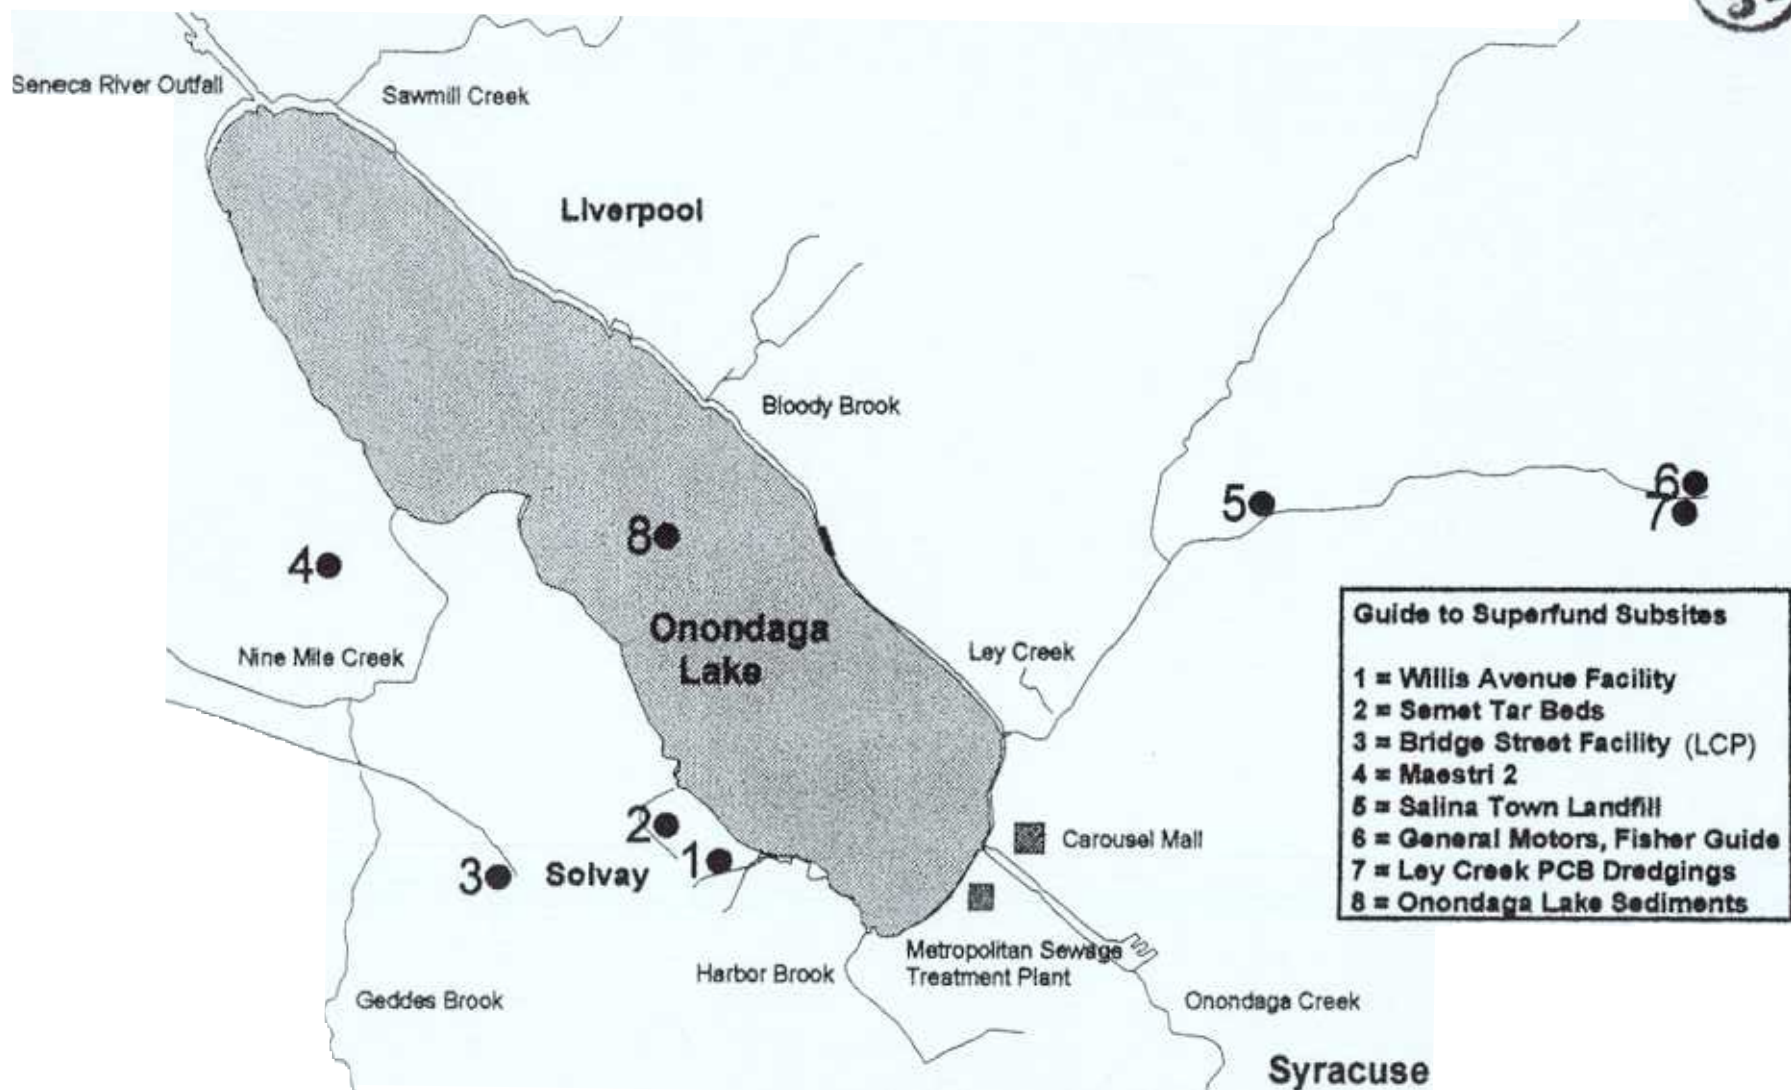 Seneca River Outfall
Sawmill Creek
Liverpool
Bloody Brook
6
5
7
8
4
Onondaga
Lake
Ley Creek
Nine Mile Creek
Guide to Superfund Subsites
1 = Willis Avenue Facility
2 = Semet Tar Beds
3 = Bridge Street Facility (LCP)
4 = Maestri 2
5 = Salina Town Landfill
6 = General Motors, Fisher Guide
7 = Ley Creek PCB Dredgings
8 = Onondaga Lake Sediments
2
Carousel Mall
1
3
Solvay
Metropolitan Sewage
Treatment Plant
Harbor Brook
Geddes Brook
Onondaga Creek
Syracuse